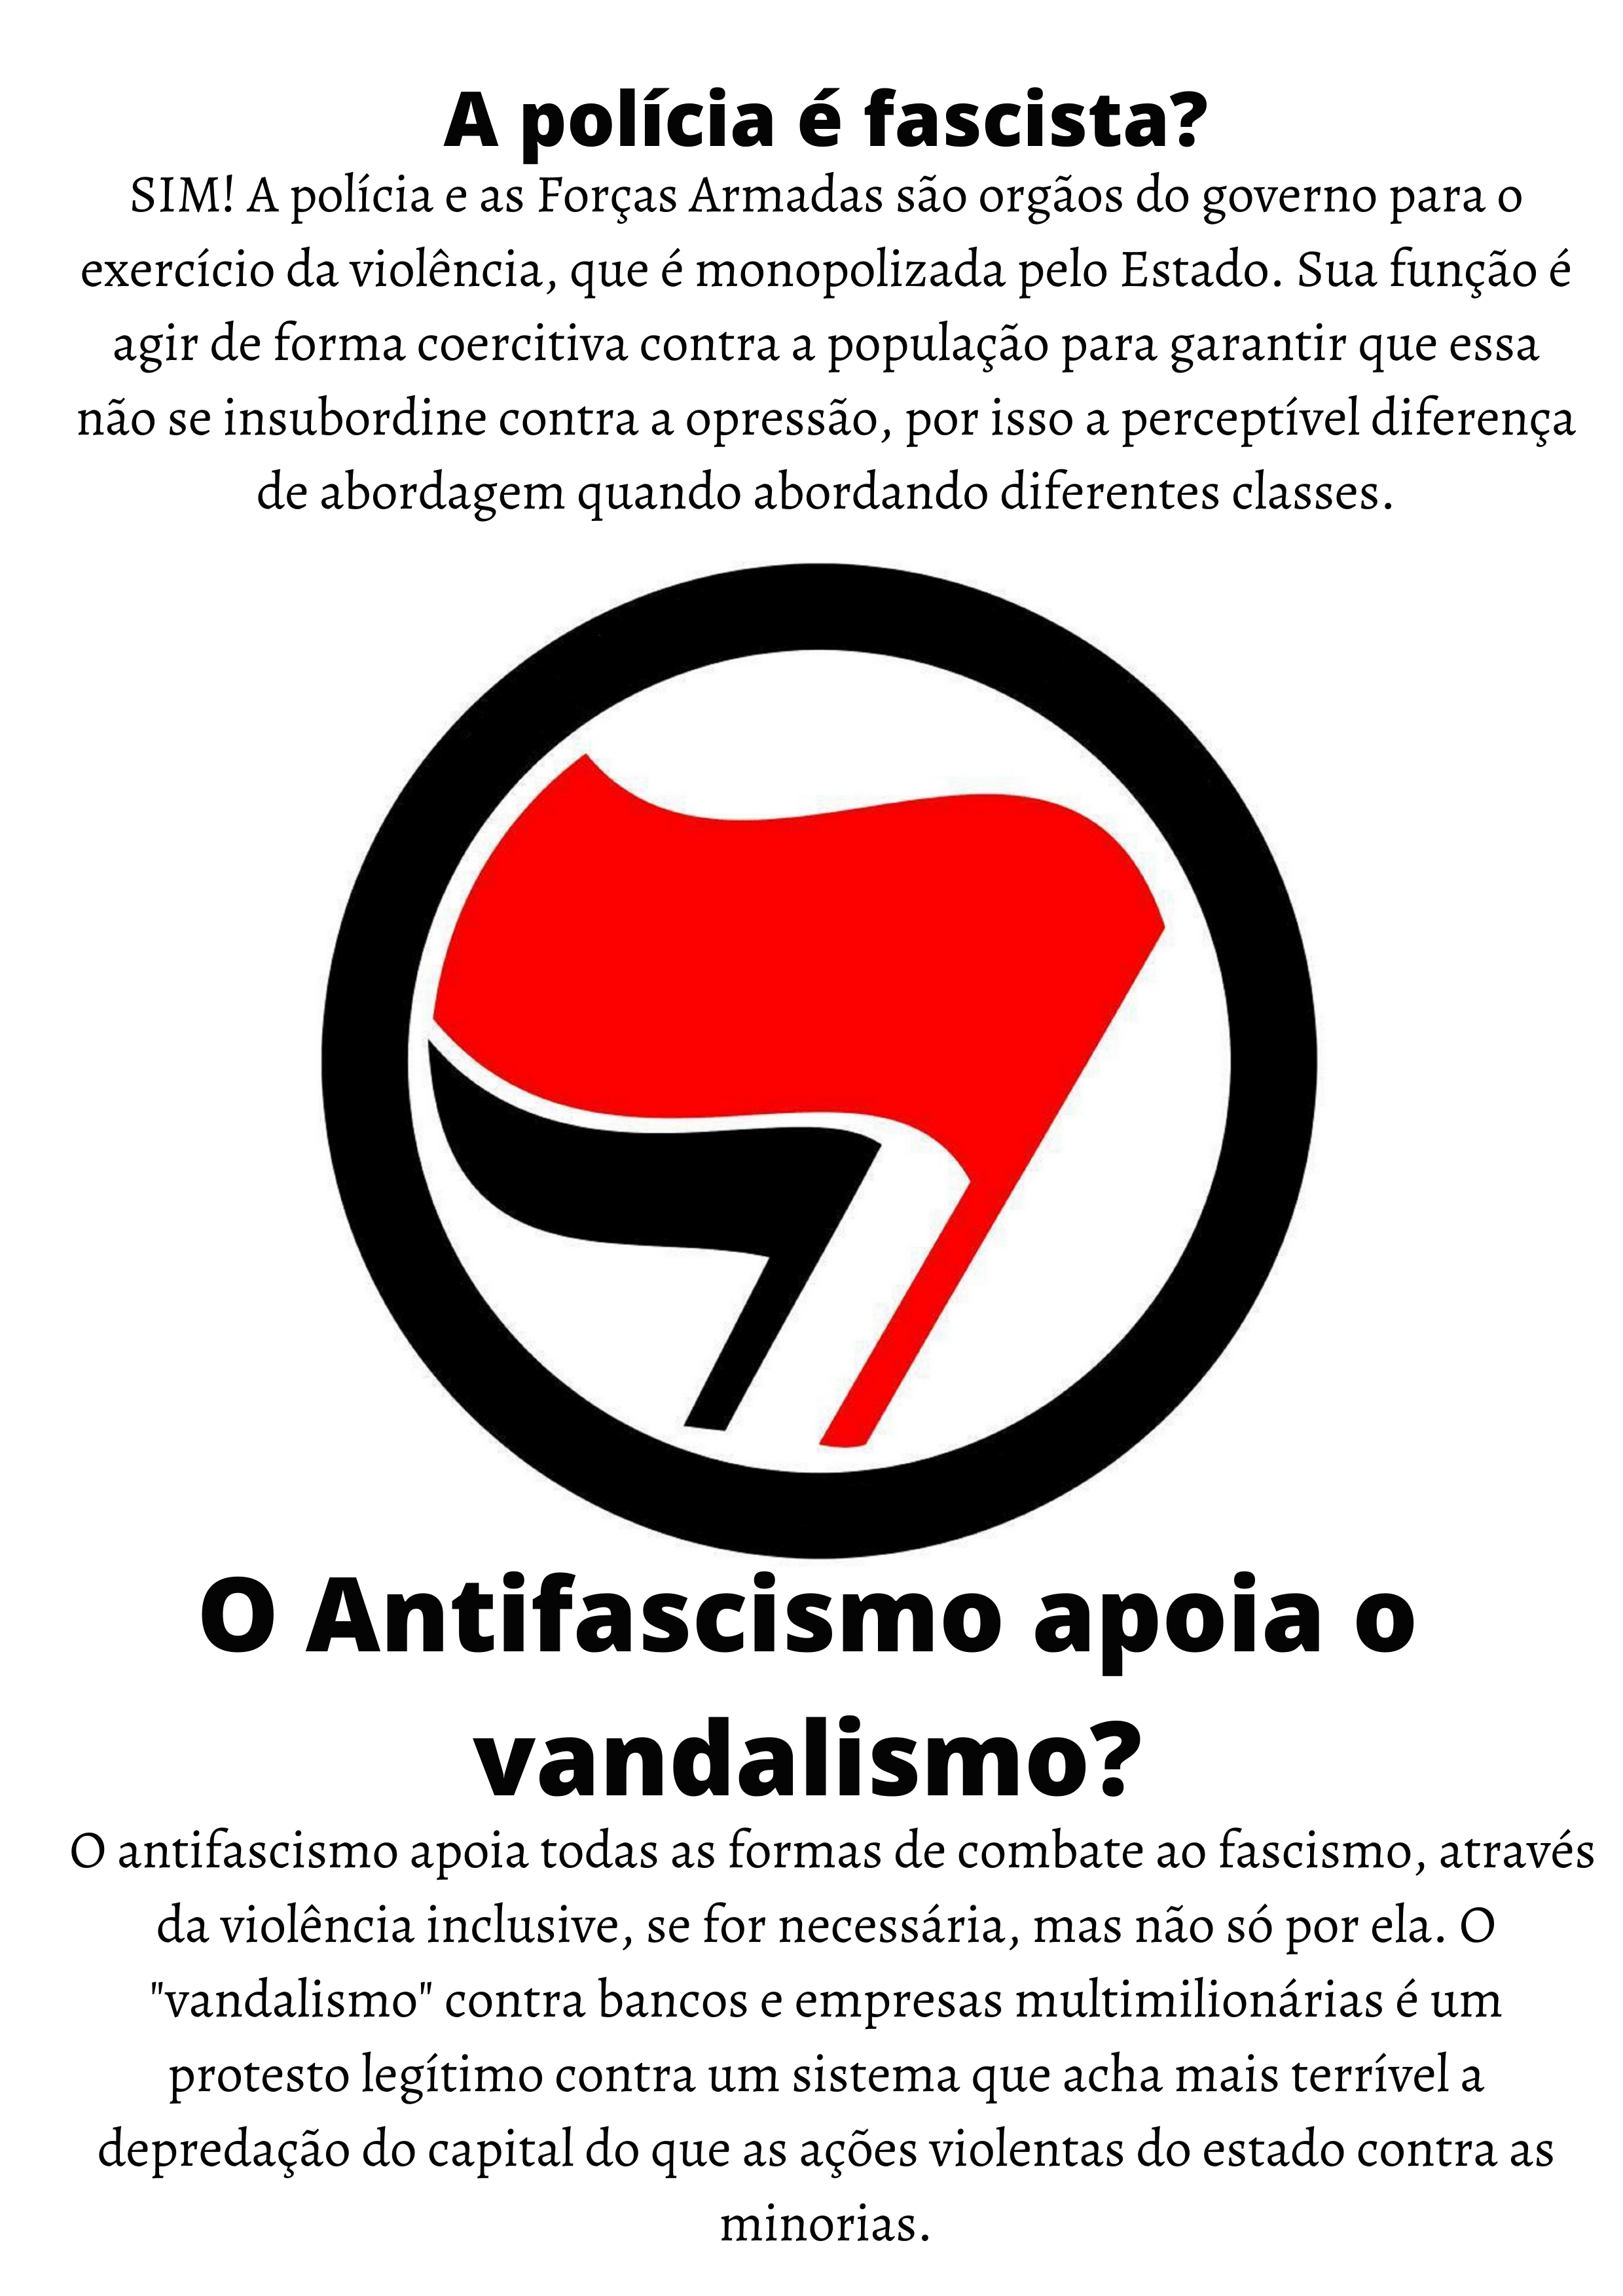 A polícia é fascista?
SIM! A polícia e as Forças Armadas são orgãos do governo para o
exercício da violência, que é monopolizada pelo Estado. Sua função é
agir de forma coercitiva contra a população para garantir que essa
não se insubordine contra a opressão, por isso a perceptível diferença
de abordagem quando abordando diferentes classes.
O Antifascismo apoia o
vandalismo?
O antifascismo apoia todas as formas de combate ao fascismo, através
da violência inclusive, se for necessária, mas não só por ela. O
"vandalismo" contra bancos e empresas multimilionárias é um
protesto legítimo contra um sistema que acha mais terrível a
depredação do capital do que as ações violentas do estado contra as
minorias.